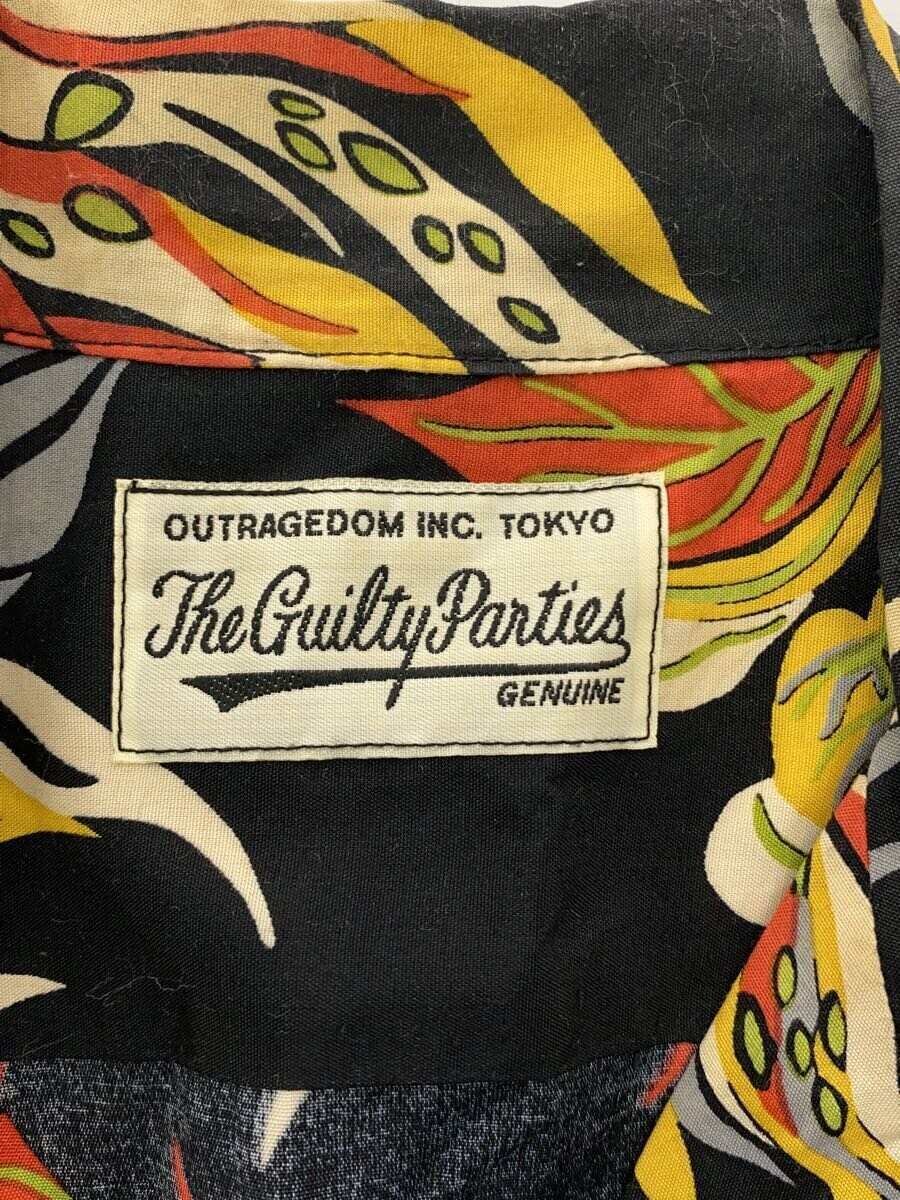 OUTRAGEDOM INC. TOKYO
The Guilty Parties
GENUINE